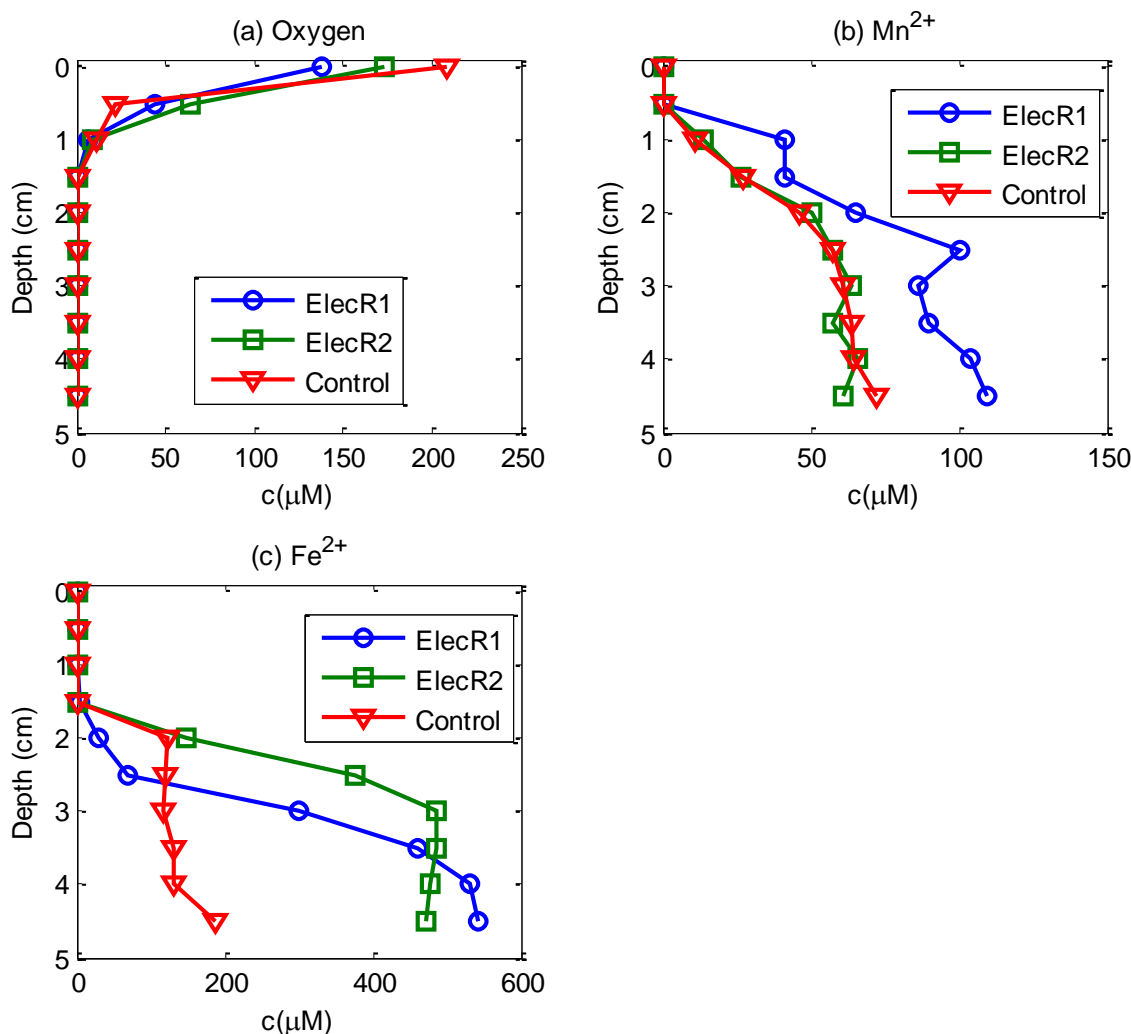 (a) Oxygen
0
1
2
3
4
5
Depth (cm)
ElecR1
ElecR2
Control
0 50 100 150 200 250
c(μM)
(b) Mn2+
0
1
2
3
4
5
Depth (cm)
ElecR1
ElecR2
Control
0 50 100 150
c(μM)
(c) Fe2+
0
1
2
3
4
5
Depth (cm)
ElecR1
ElecR2
Control
0 200 400 600
c(μM)